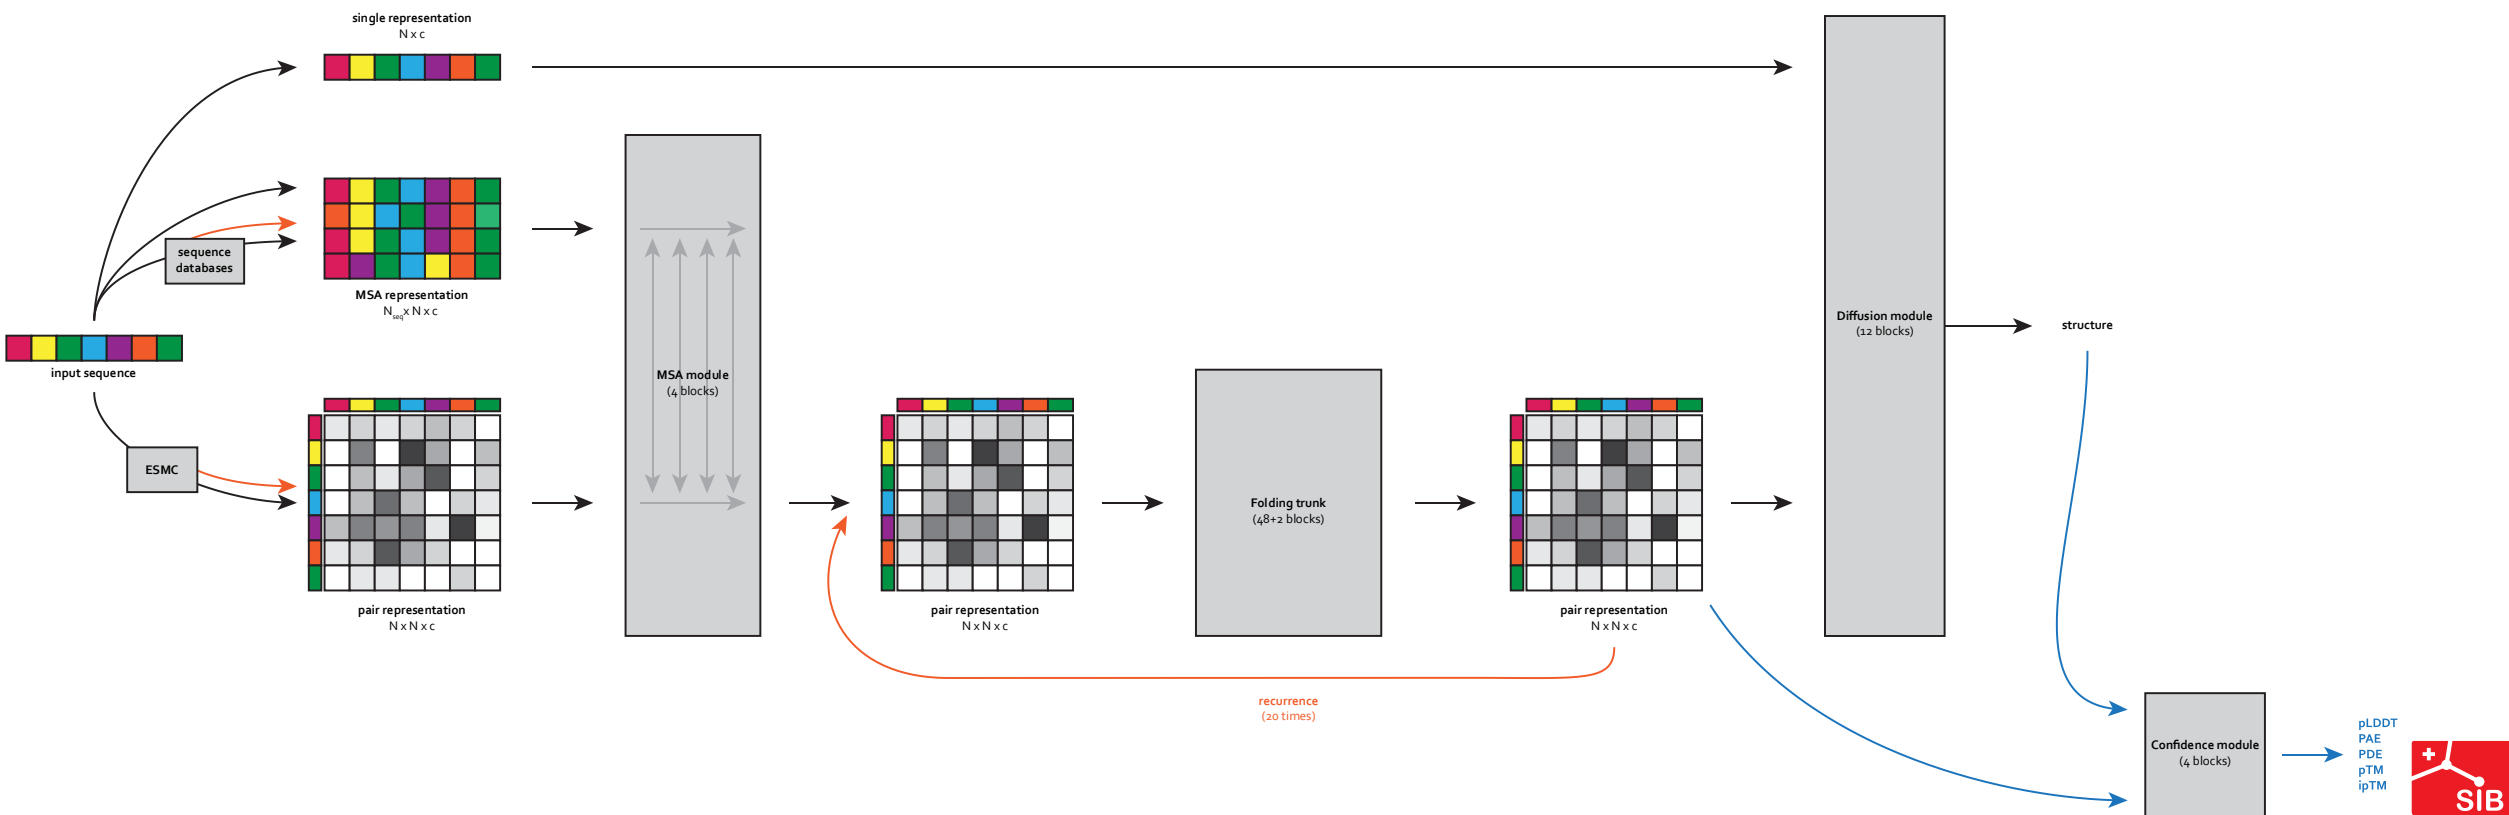 single representation
N x c
sequence
databases
MSA representation
Nseq x N x c
input sequence
ESMC
pair representation
N x N x c
MSA module
(4 blocks)
pair representation
N x N x c
Folding trunk
(48+2 blocks)
pair representation
N x N x c
recurrence
(20 times)
Diffusion module
(12 blocks)
structure
Confidence module
(4 blocks)
pLDDT
PAE
PDE
pTM
ipTM
SIB